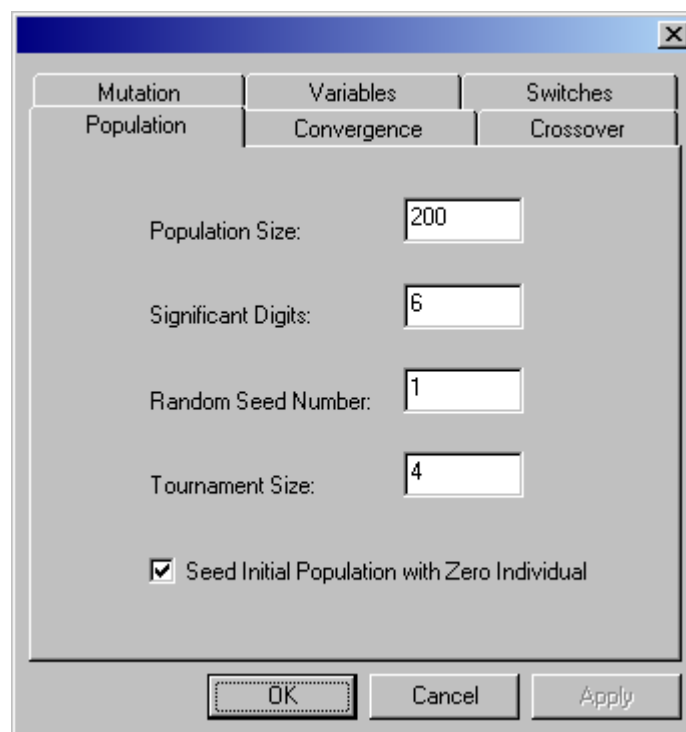 Mutation Variables Switches
Population Convergence Crossover
Population Size: 200
Significant Digits: 6
Random Seed Number: 1
Tournament Size: 4
Seed Initial Population with Zero Individual
OK Cancel Apply